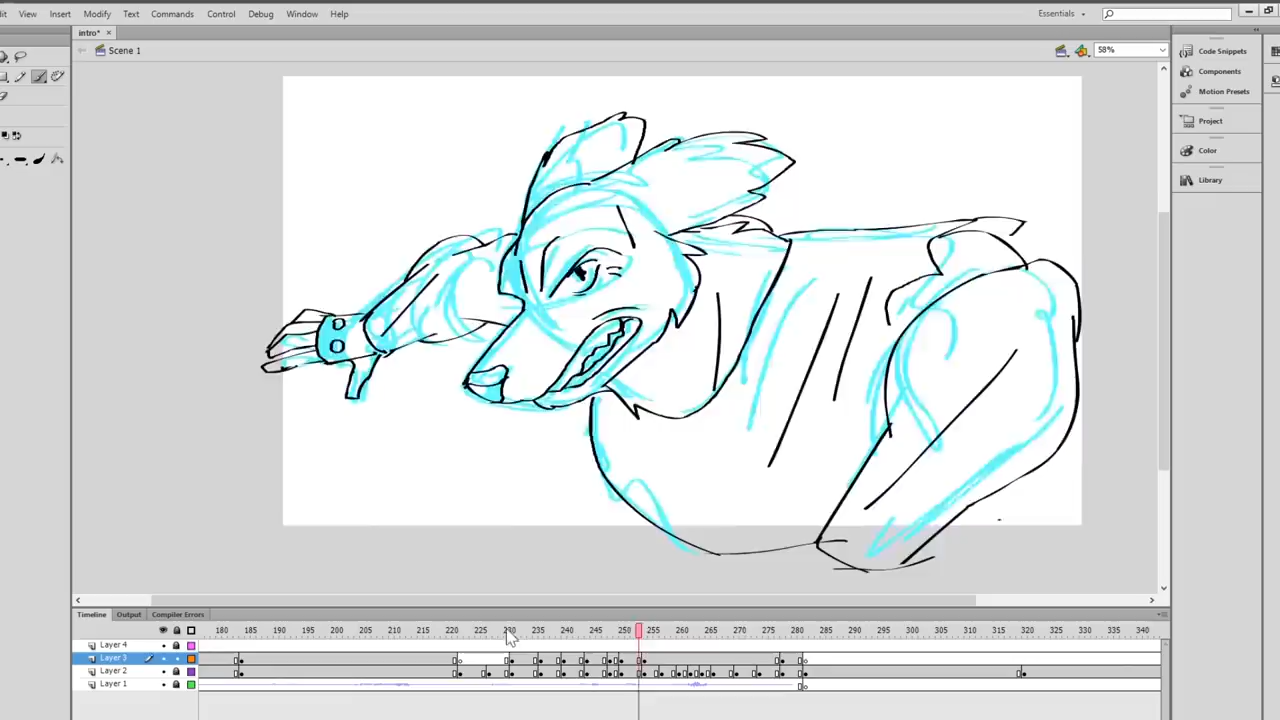 dit View Insert Modify Text Commands Control Debug Window Help Essentials
intro*
Scene 1 58%
Code Snippets
Components
Motion Presets
Project
Color
Library
Timeline Output Compiler Errors
180 185 190 195 200 205 210 215 220 225 230 235 240 245 250 255 260 265 270 275 280 285 290 295 300 305 310 315 320 325 330 335 340
Layer 4
Layer 3
Layer 2
Layer 1